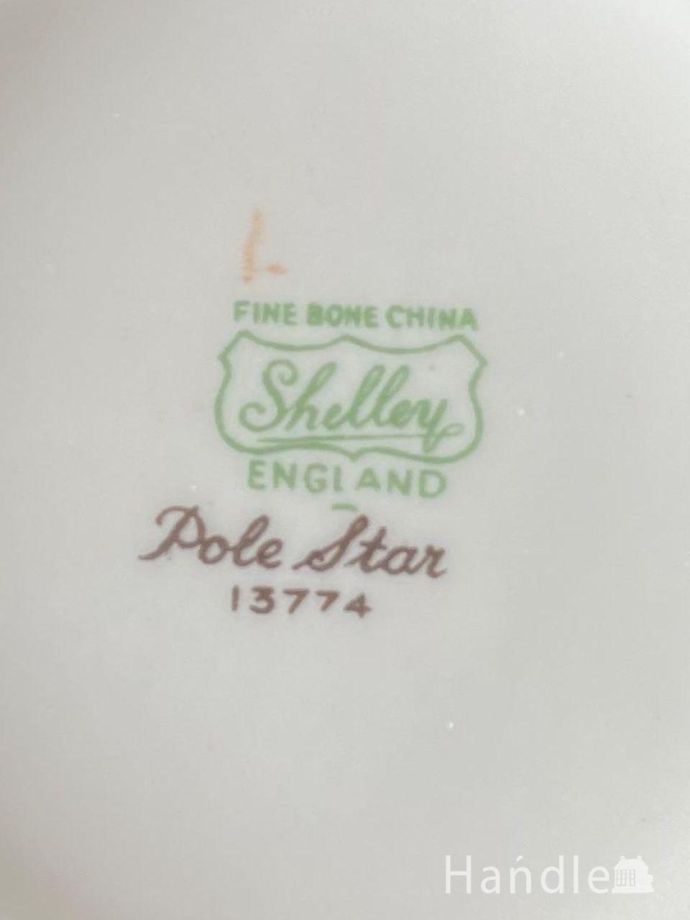 L
FINE BONE CHINA
Shelley
ENGLAND
Pole Star
13774
Handle